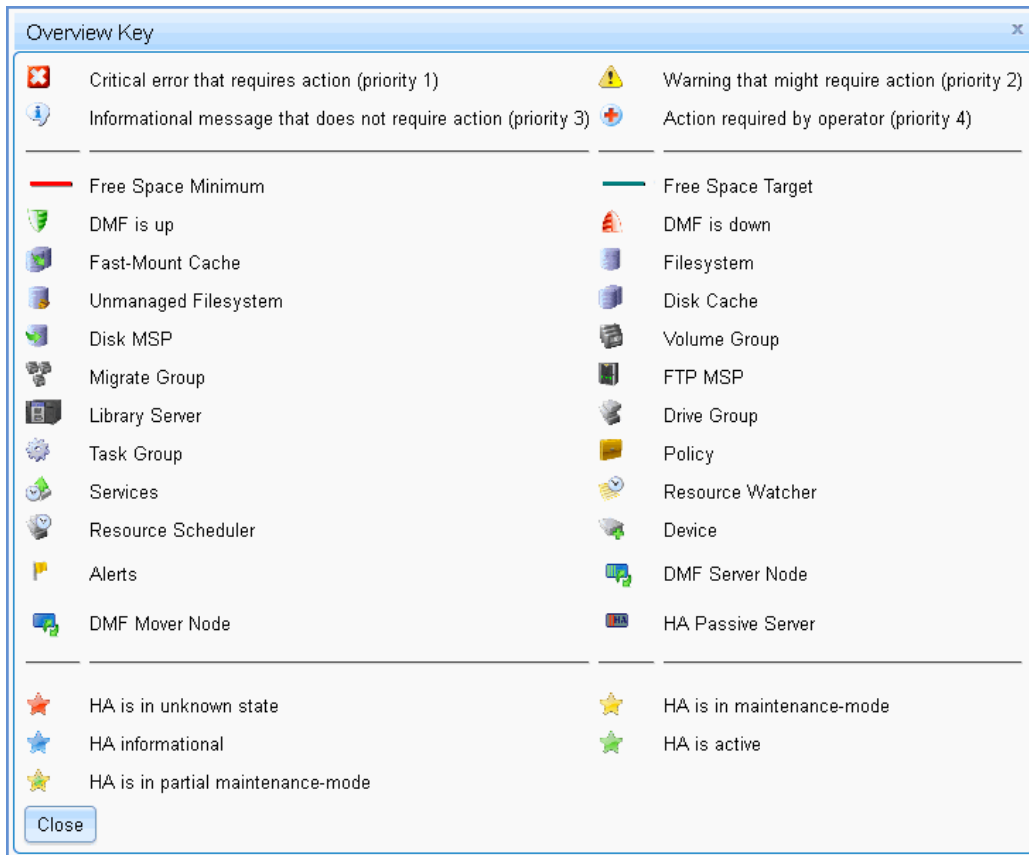 Overview Key x
Critical error that requires action (priority 1) Warning that might require action (priority 2)
Informational message that does not require action (priority 3) Action required by operator (priority 4)
Free Space Minimum Free Space Target
DMF is up DMF is down
Fast-Mount Cache Filesystem
Unmanaged Filesystem Disk Cache
Disk MSP Volume Group
Migrate Group FTP MSP
Library Server Drive Group
Task Group Policy
Services Resource Watcher
Resource Scheduler Device
Alerts DMF Server Node
DMF Mover Node HA HA Passive Server
HA is in unknown state HA is in maintenance-mode
HA informational HA is active
HA is in partial maintenance-mode
Close